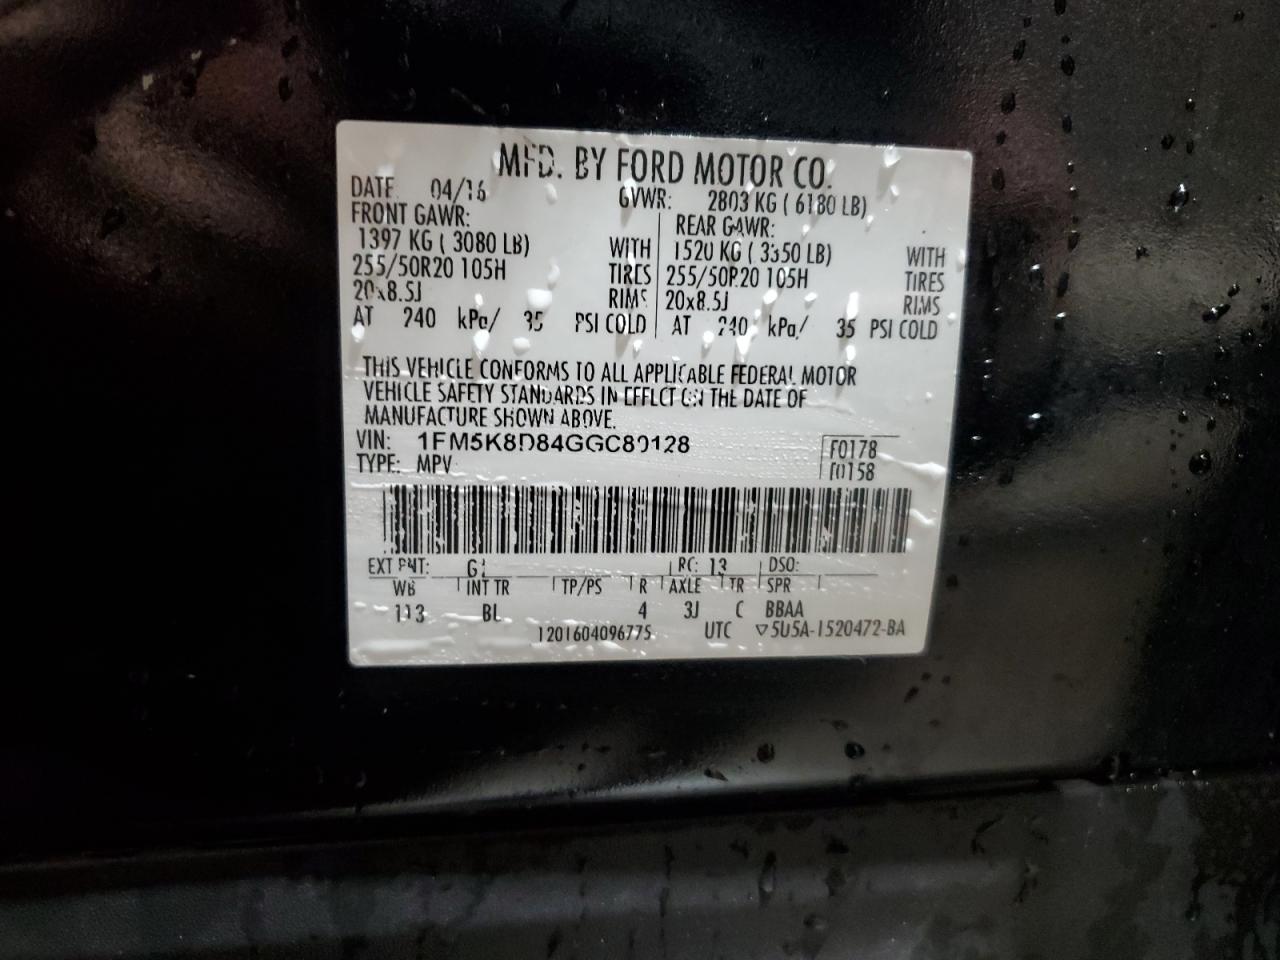 MFD. BY FORD MOTOR CO.
DATE 04/16 GVWR: 2803 KG ( 6180 LB)
FRONT GAWR: REAR GAWR:
1397 KG ( 3080 LB) WITH 1520 KG ( 3350 LB) WITH
255/50R20 105H TIRES 255/50R20 105H TIRES
20x8.5J RIMS 20x8.5J RIMS
AT 240 kPa/ 35 PSI COLD AT 240 kPa/ 35 PSI COLD
THIS VEHICLE CONFORMS TO ALL APPLICABLE FEDERAL MOTOR
VEHICLE SAFETY STANDARDS IN EFFECT ON THE DATE OF
MANUFACTURE SHOWN ABOVE.
VIN: F0178
TYPE: MPV F0158
EXT PNT: RC: 13 DSO:
WB INT TR TP/PS R AXLE TR SPR
113 BL 4 3J C BBAA
1201604096775 UTC ▽5U5A-1520472-BA